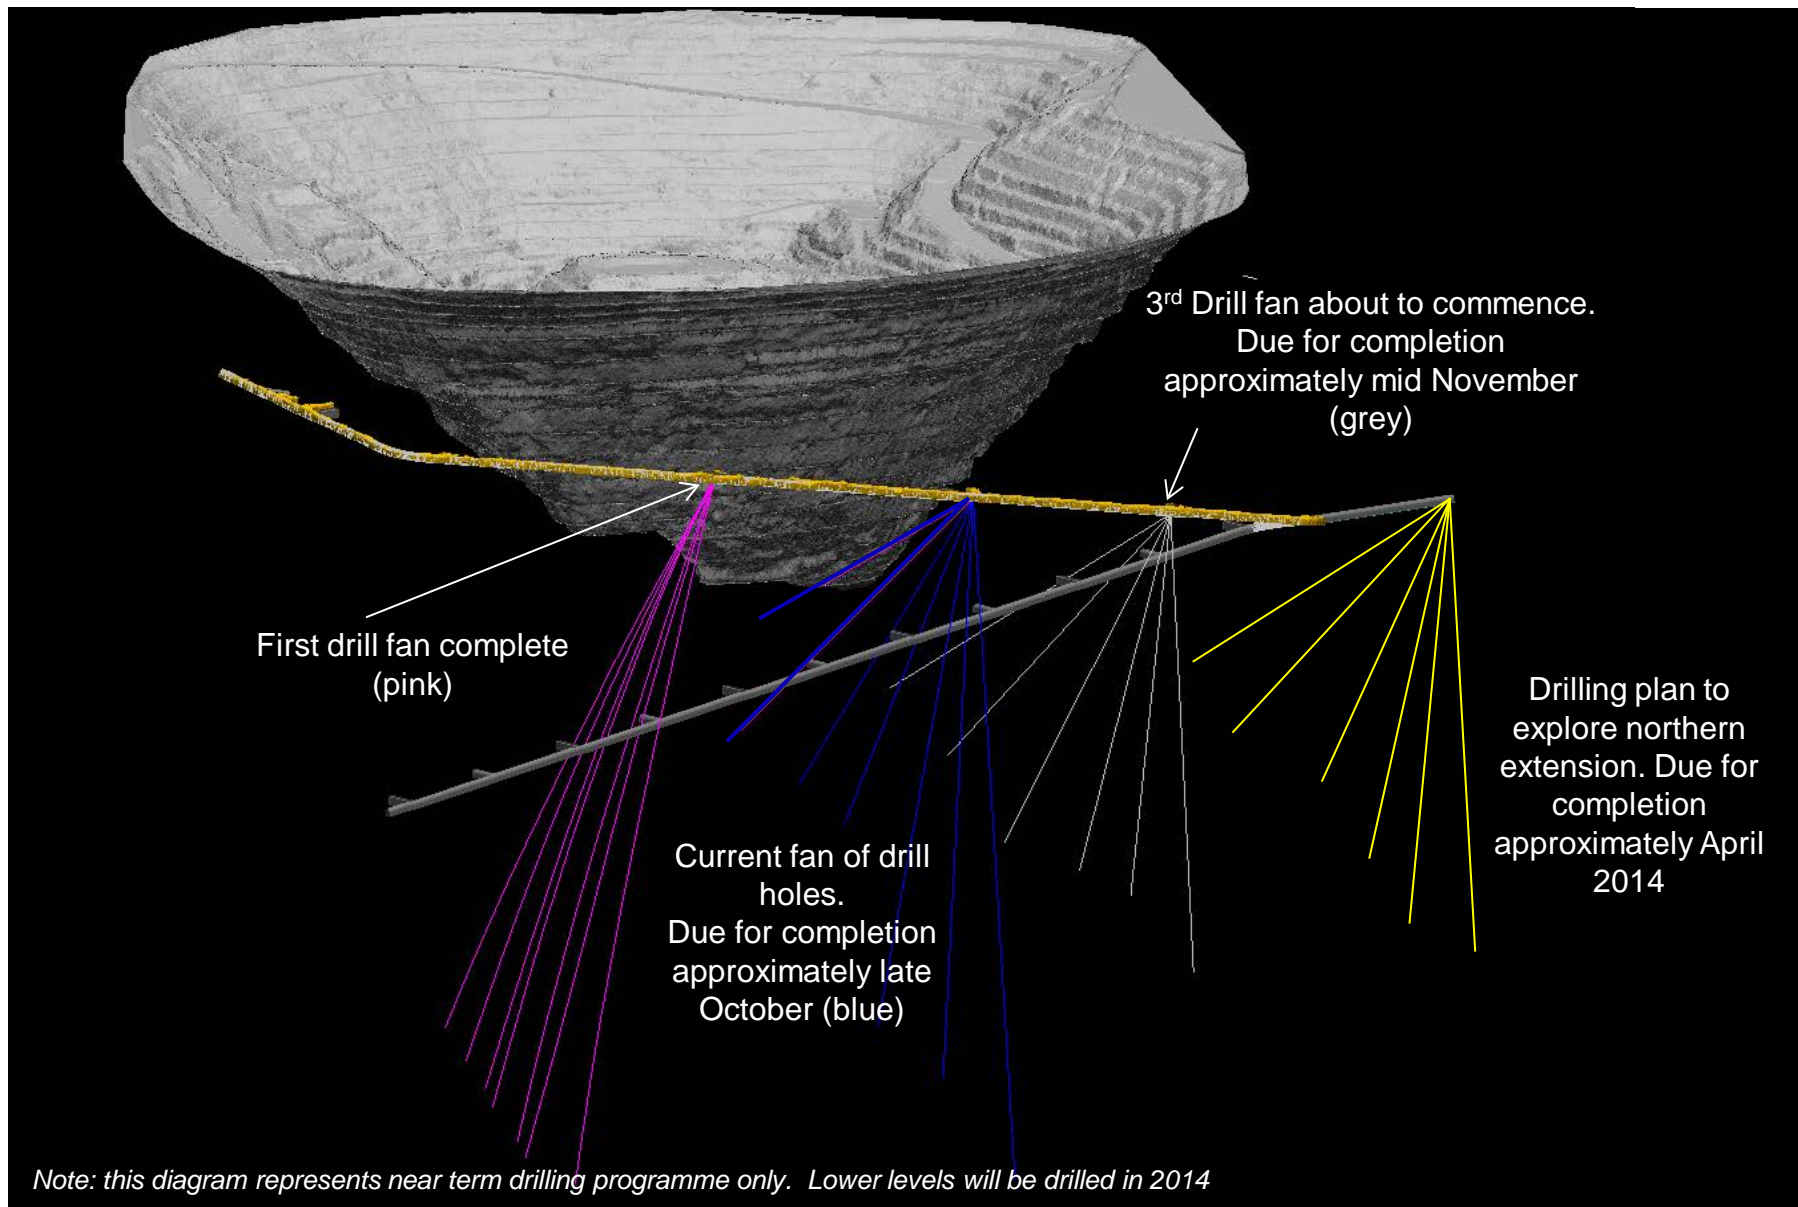 3rd Drill fan about to commence.
Due for completion
approximately mid November
(grey)
First drill fan complete
(pink)
Drilling plan to
explore northern
extension. Due for
completion
approximately April
2014
Current fan of drill
holes.
Due for completion
approximately late
October (blue)
Note: this diagram represents near term drilling programme only.  Lower levels will be drilled in 2014